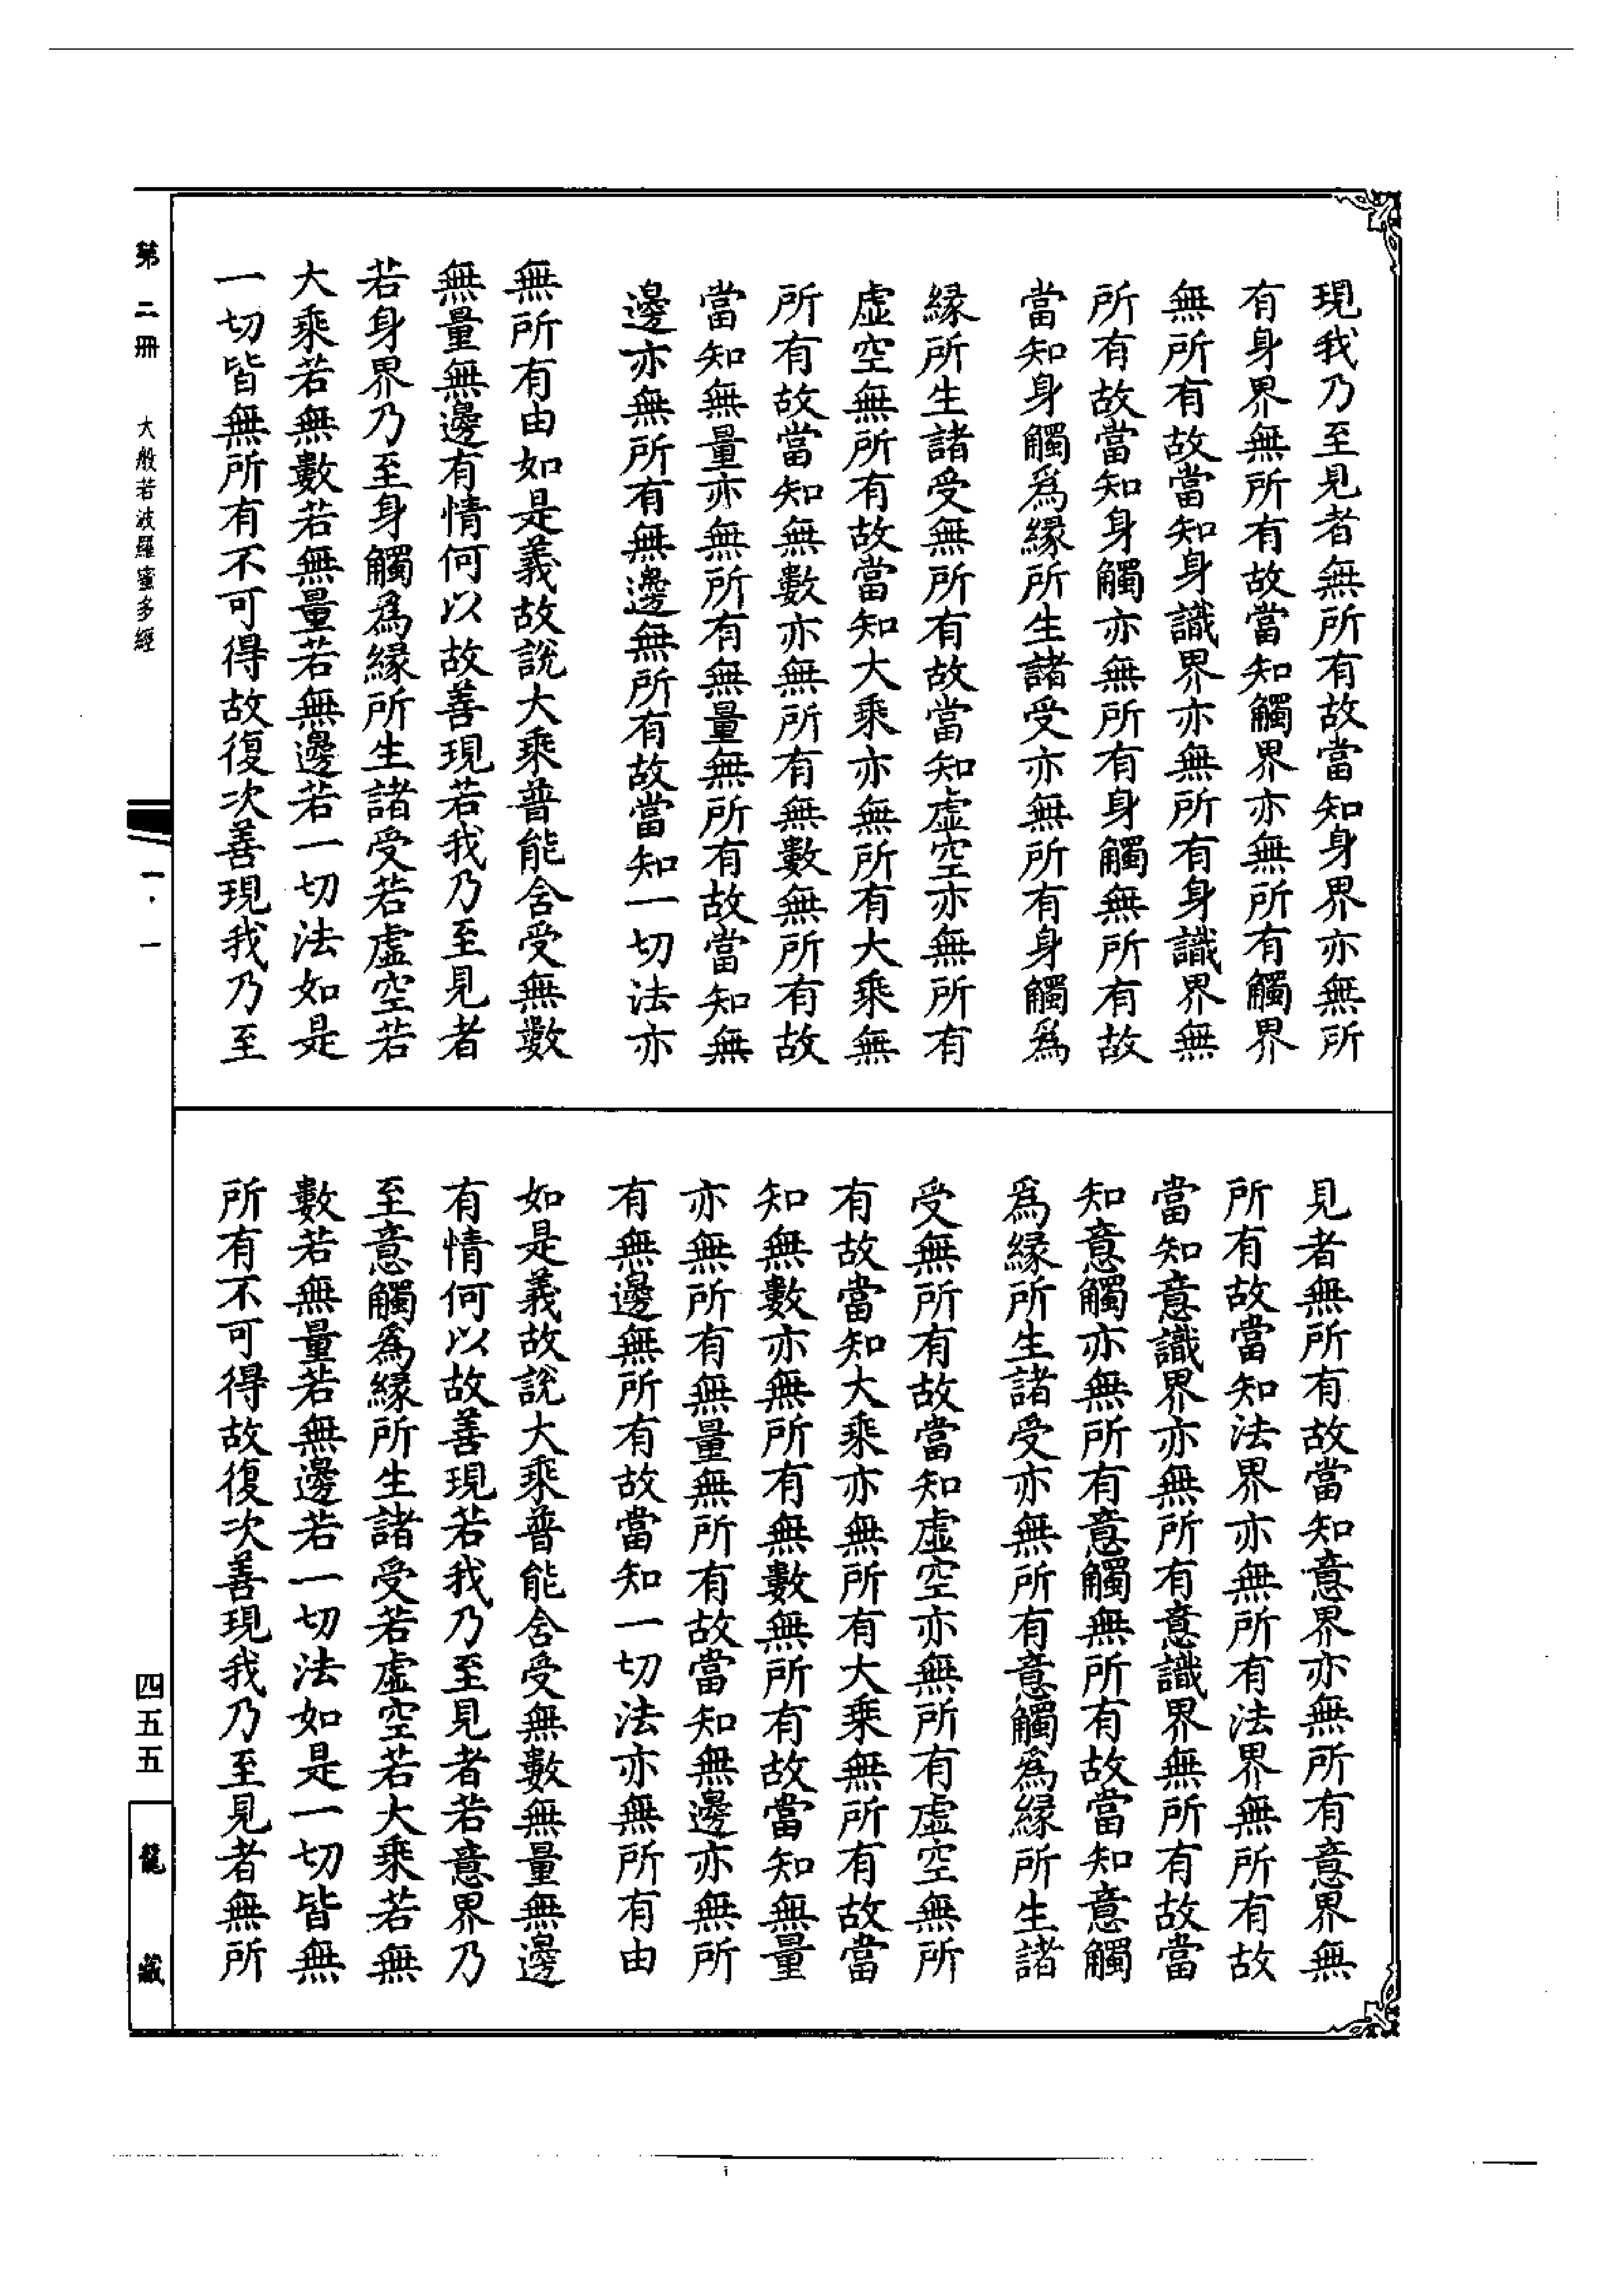 現我乃至見者無所有故當知身界亦無所
有身界無所有故當知觸界亦無所有觸界
無所有故當知身識界亦無所有身識界無
所有故當知身觸亦無所有身觸無所有故
當知身觸爲緣所生諸受亦無所有身觸爲
緣所生諸受無所有故當知虛空亦無所有
虛空無所有故當知大乘亦無所有大乘無
所有故當知無數亦無所有無數無所有故
當知無量亦無所有無量無所有故當知無
邊亦無所有無邊無所有故當知一切法亦
無所有由如是義故說大乘普能含受無數
無量無邊有情何以故善現若我乃至見者
若身界乃至身觸為緣所生諸受若虛空若
大乘若無數若無量若無邊若一切法如是
一切皆無所有不可得故復次善現我乃至
見者無所有故當知意界亦無所有意界無
所有故當知法界亦無所有法界無所有故
當知意識界亦無所有意識界無所有故當
知意觸亦無所有意觸無所有故當知意觸
爲緣所生諸受亦無所有意觸爲緣所生諸
受無所有故當知虛空亦無所有虛空無所
有故當知大乘亦無所有大乘無所有故當
知無數亦無所有無數無所有故當知無量
亦無所有無量無所有故當知無邊亦無所
有無邊無所有故當知一切法亦無所有由
如是義故說大乘普能含受無數無量無邊
有情何以故善現若我乃至見者若意界乃
至意觸為緣所生諸受若虛空若大乘若無
數若無量若無邊若一切法如是一切皆無
所有不可得故復次善現我乃至見者無所
第二冊 大般若波羅蜜多經 一·一 四五五 龍藏